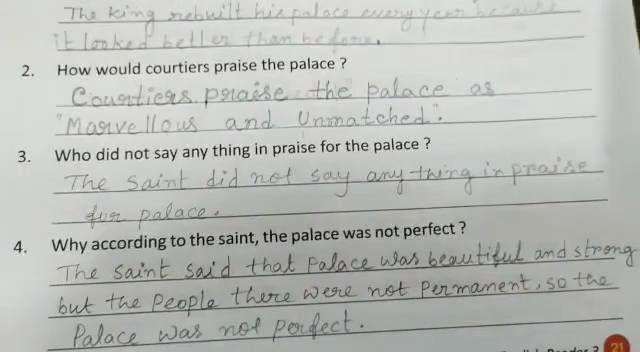 The king rebuilt his palace every year because
it looked better than before.
2. How would courtiers praise the palace ?
Courtiers praise the palace as
"Marvellous and Unmatched".
3. Who did not say any thing in praise for the palace ?
The saint did not say any thing in praise
fur palace.
4. Why according to the saint, the palace was not perfect ?
The saint said that Palace was beautiful and strong
but the people there were not permanent, so the
Palace was not perfect.
Reader 2 21